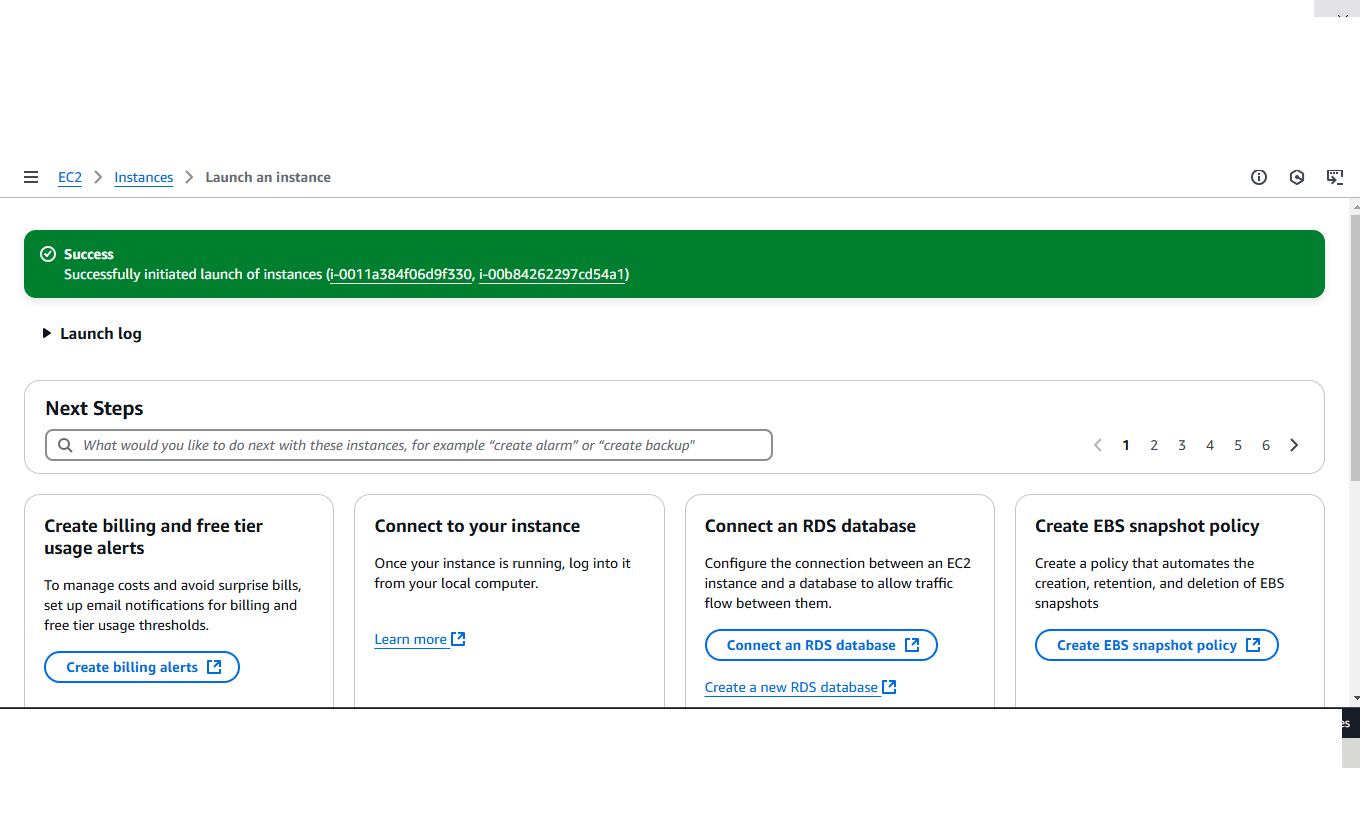 EC2 Instances Launch an instance
Success
Successfully initiated launch of instances (i-0011a384f06d9f330, i-00b84262297cd54a1)
Launch log
Next Steps
What would you like to do next with these instances, for example “create alarm” or “create backup"
1 2 3 4 5 6
Create billing and free tier
usage alerts
To manage costs and avoid surprise bills,
set up email notifications for billing and
free tier usage thresholds.
Create billing alerts
Connect to your instance
Once your instance is running, log into it
from your local computer.
Learn more
Connect an RDS database
Configure the connection between an EC2
instance and a database to allow traffic
flow between them.
Connect an RDS database
Create a new RDS database
Create EBS snapshot policy
Create a policy that automates the
creation, retention, and deletion of EBS
snapshots
Create EBS snapshot policy